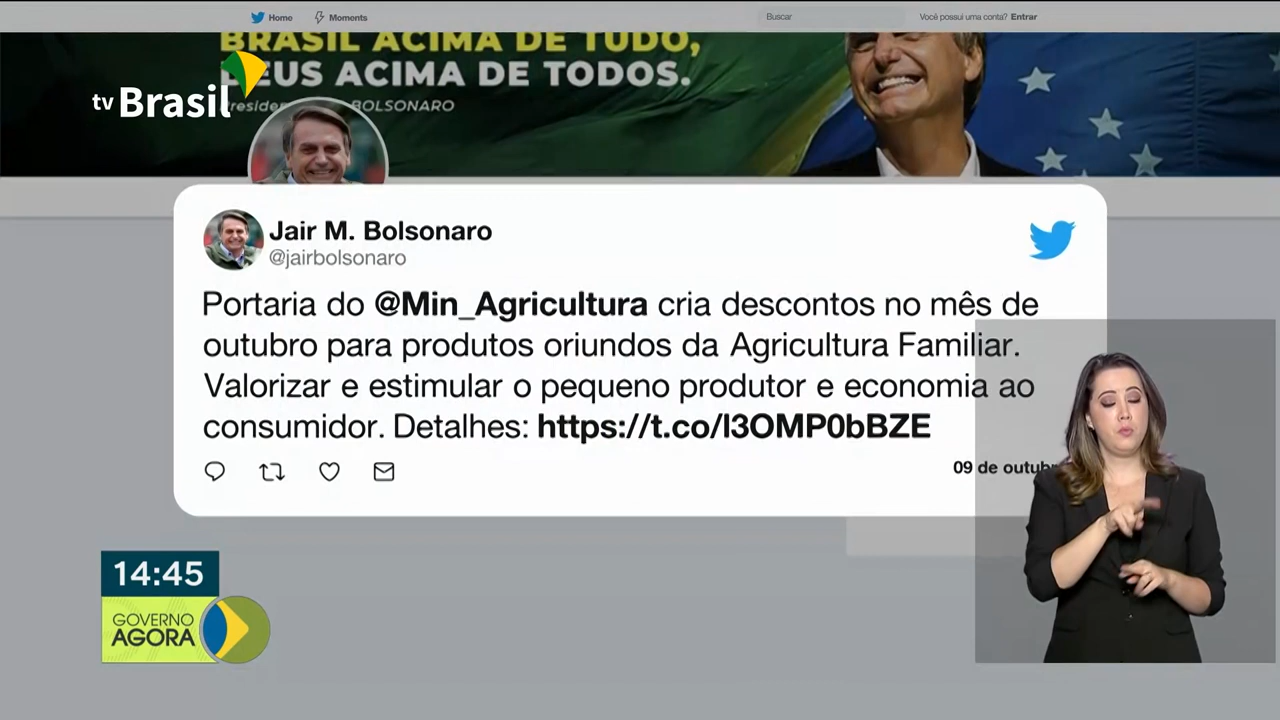 Home
Moments
Buscar
Você possui uma conta? Entrar
BRASIL ACIMA DE TUDO,
DEUS ACIMA DE TODOS.
BOLSONARO
tv Brasil
Jair M. Bolsonaro
@jairbolsonaro
Portaria do @Min_Agricultura cria descontos no mês de
outubro para produtos oriundos da Agricultura Familiar.
Valorizar e estimular o pequeno produtor e economia ao
consumidor. Detalhes: https://t.co/l3OMP0bBZE
09 de outub
14:45
GOVERNO
AGORA